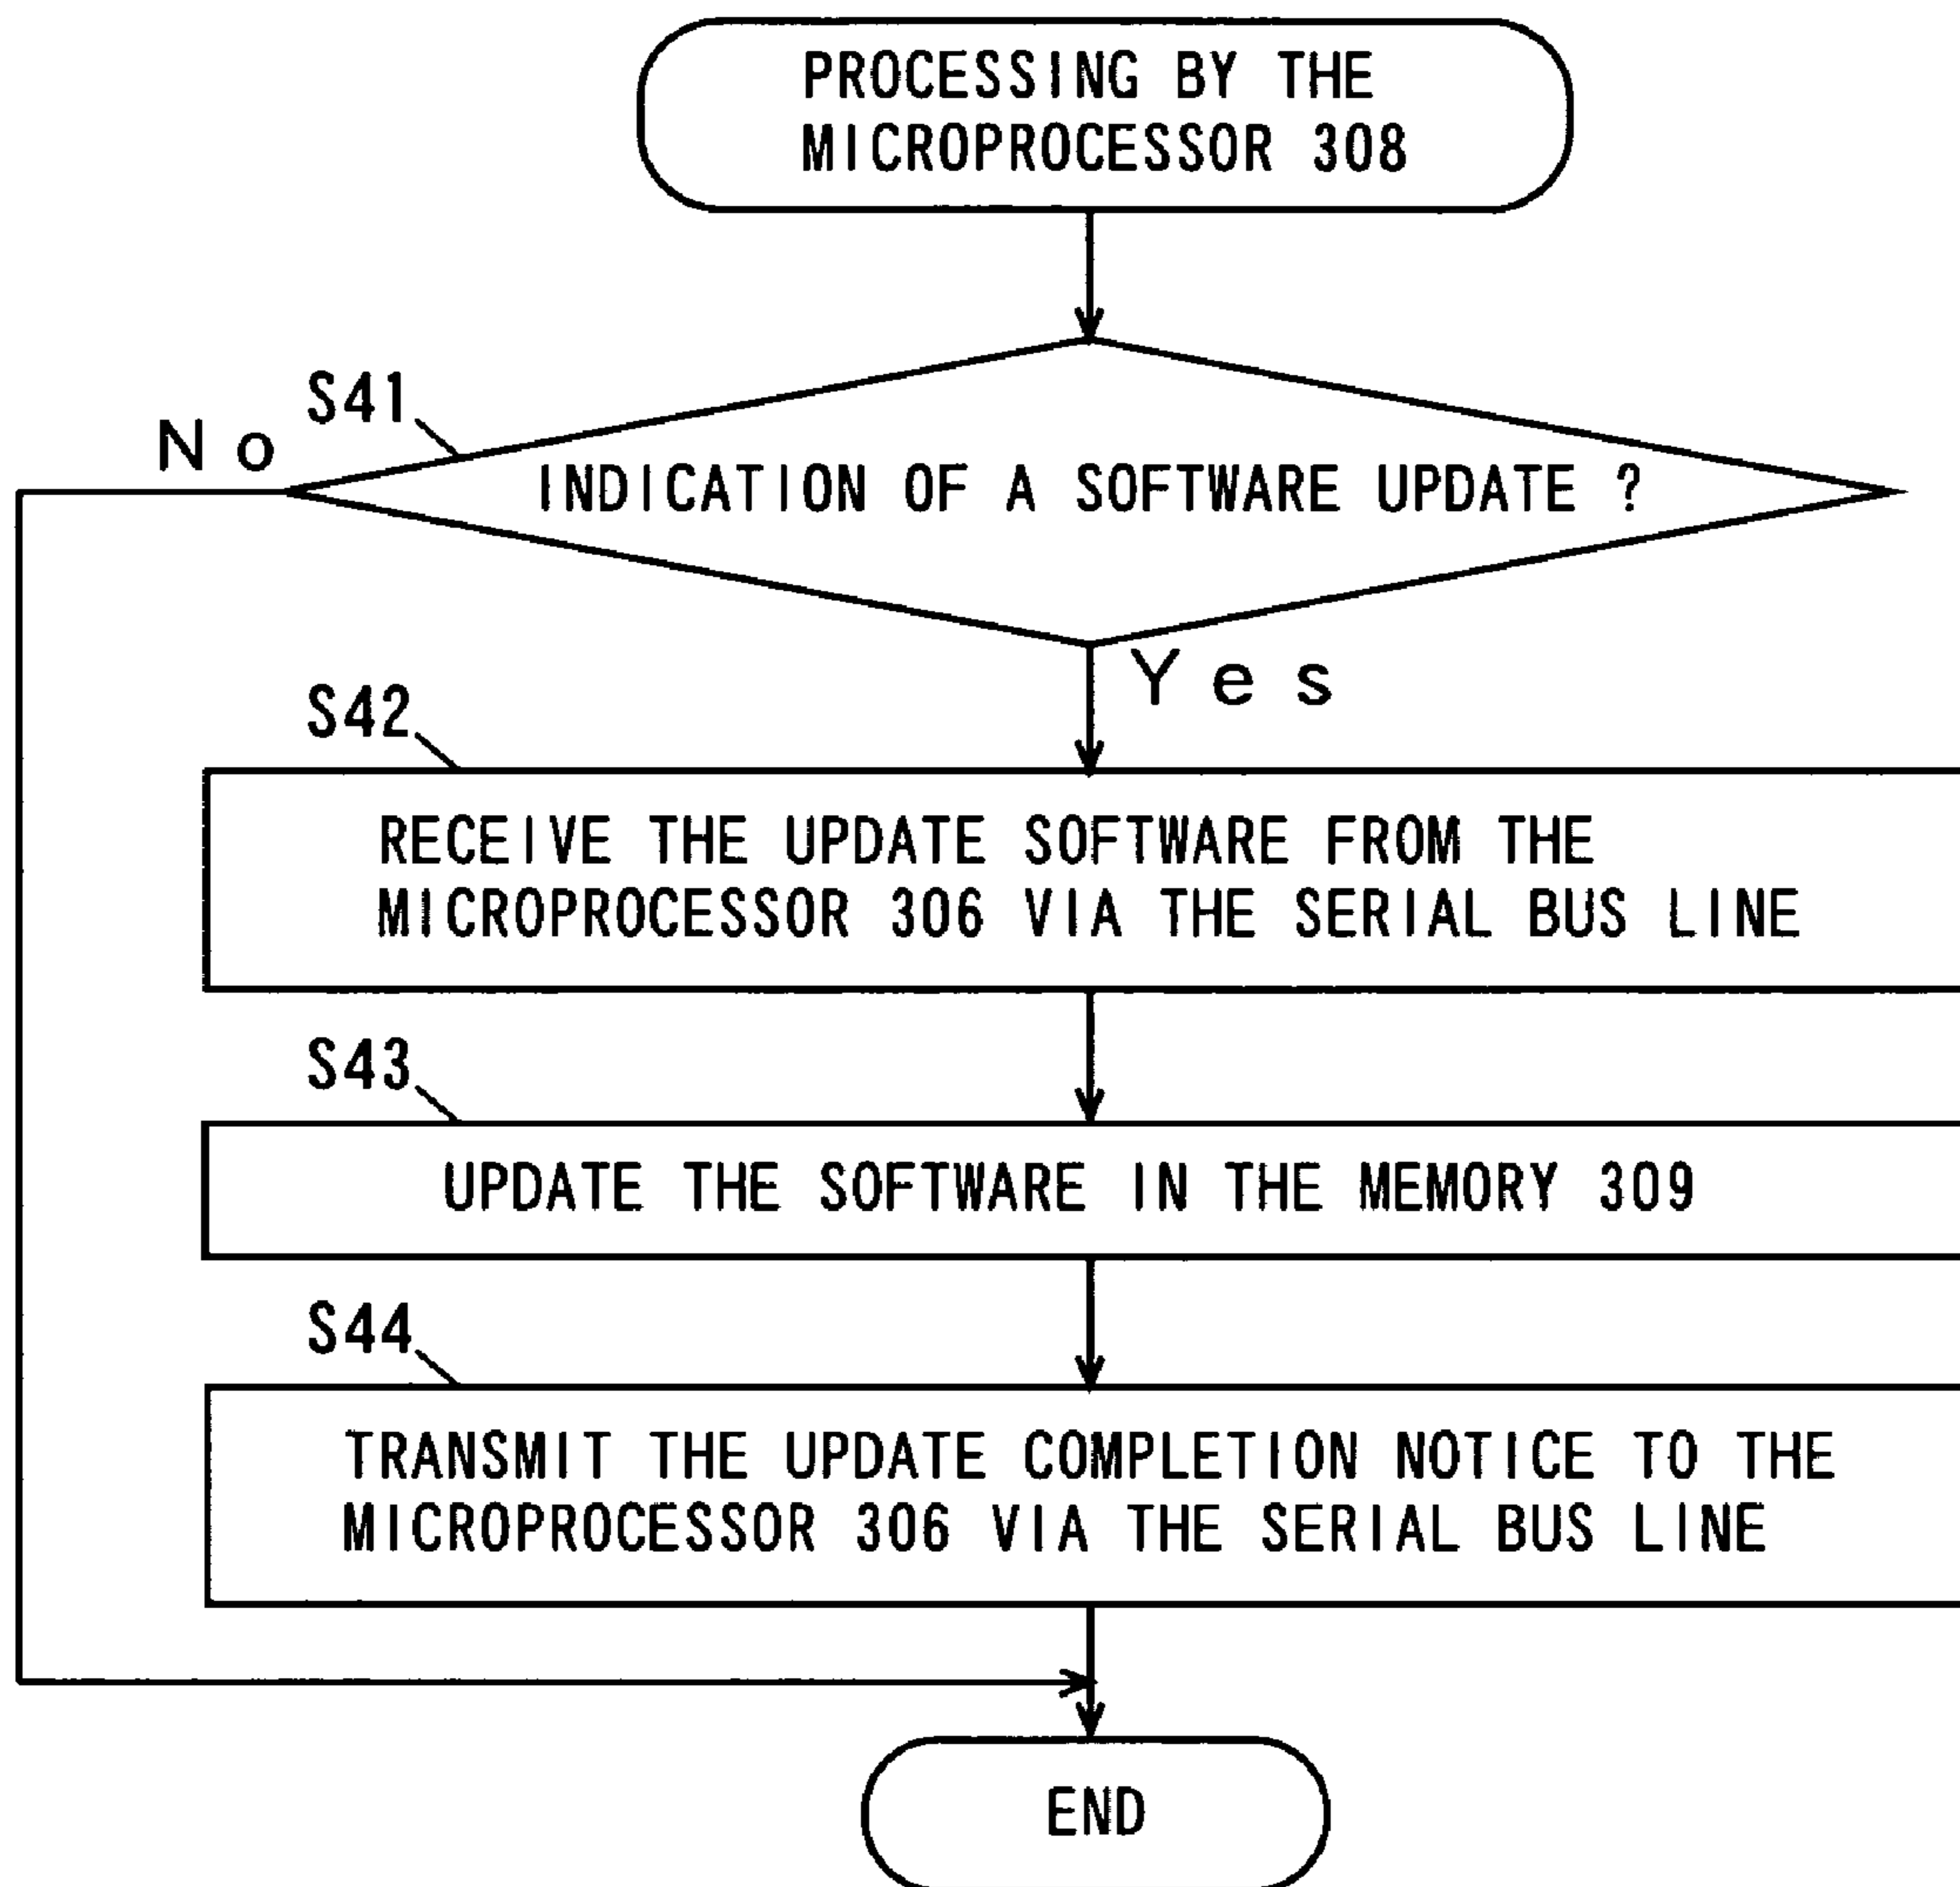 PROCESSING BY THE
MICROPROCESSOR 308
S41
No
INDICATION OF A SOFTWARE UPDATE ?
Yes
S42
RECEIVE THE UPDATE SOFTWARE FROM THE
MICROPROCESSOR 306 VIA THE SERIAL BUS LINE
S43
UPDATE THE SOFTWARE IN THE MEMORY 309
S44
TRANSMIT THE UPDATE COMPLETION NOTICE TO THE
MICROPROCESSOR 306 VIA THE SERIAL BUS LINE
END